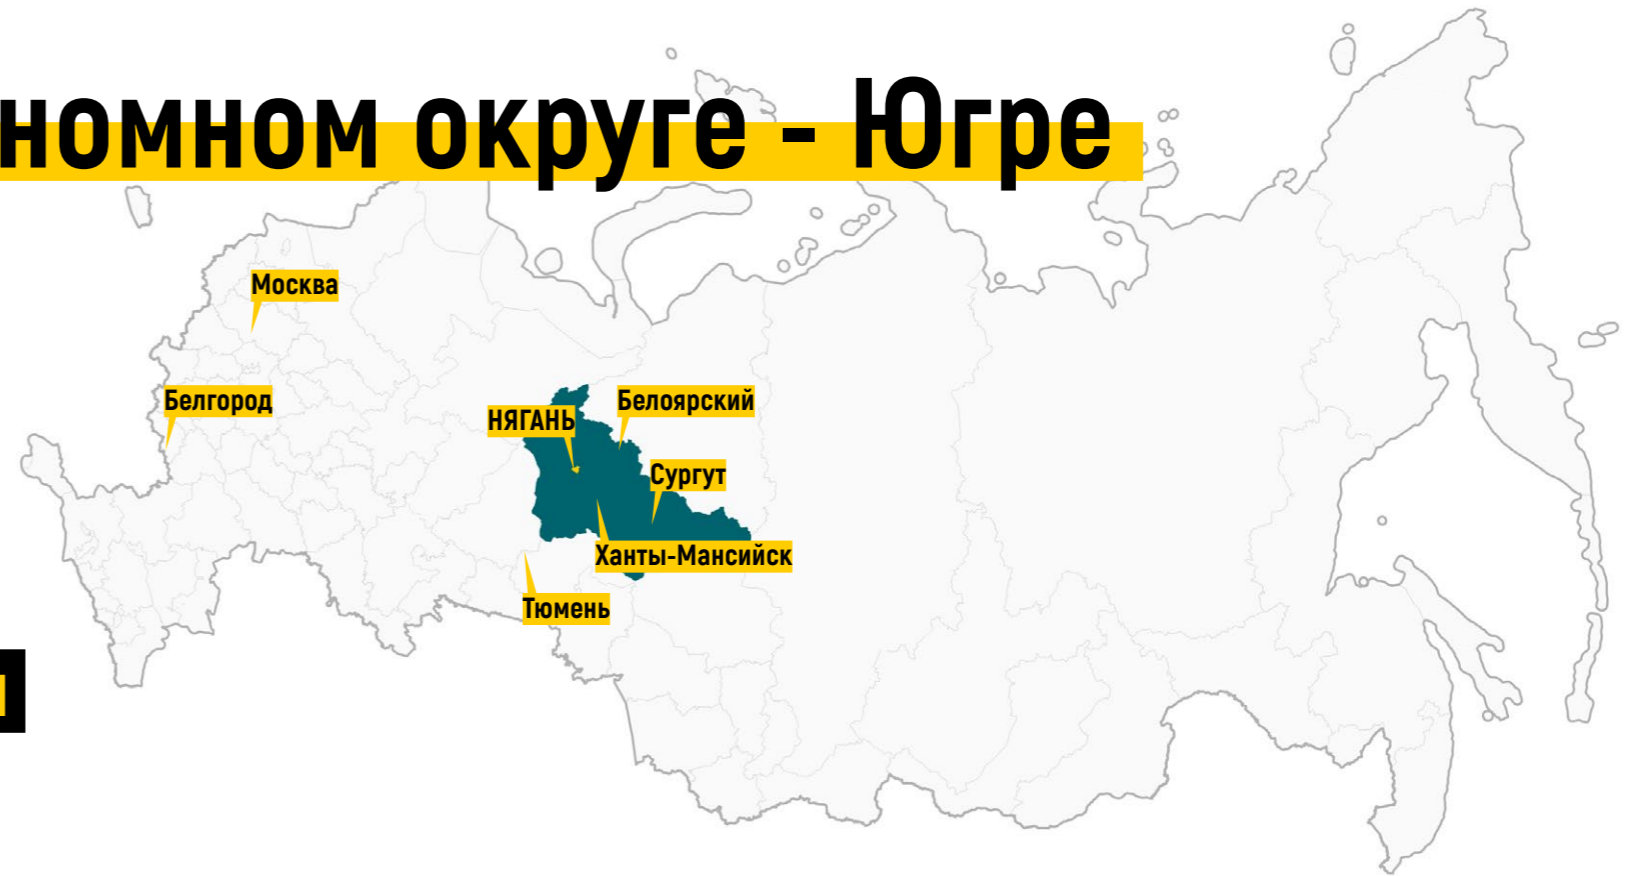 номном округе - Югре
Москва
Белгород
НЯГАНЬ
Белоярский
Сургут
Ханты-Мансийск
Тюмень